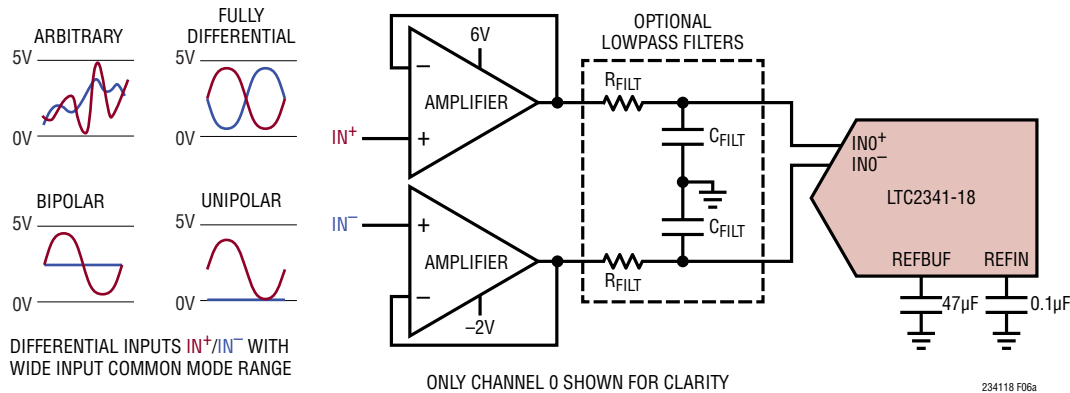 ARBITRARY
5V
0V
FULLY
DIFFERENTIAL
5V
0V
BIPOLAR
5V
0V
UNIPOLAR
5V
0V
DIFFERENTIAL INPUTS IN+/IN– WITH
WIDE INPUT COMMON MODE RANGE
6V
–
AMPLIFIER
IN+
+
IN–
+
AMPLIFIER
–
–2V
OPTIONAL
LOWPASS FILTERS
RFILT
CFILT
CFILT
RFILT
IN0+
IN0–
LTC2341-18
REFBUF
REFIN
47µF
0.1µF
ONLY CHANNEL 0 SHOWN FOR CLARITY
234118 F06a